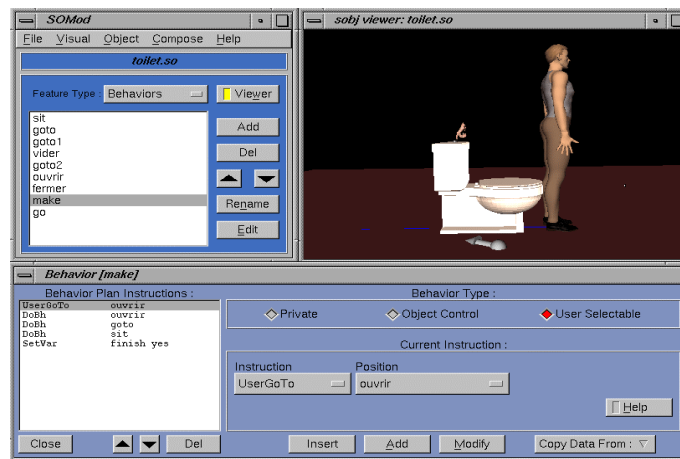 SOMod
File Visual Object Compose Help
toilet.so
Feature Type : Behaviors
Viewer
sit
goto
goto1
vider
goto2
ouvrir
fermer
make
go
Add
Del
Rename
Edit
sobj viewer: toilet.so
Behavior [make]
Behavior Plan Instructions :
UserGoTo ouvrir
DoBh ouvrir
DoBh goto
DoBh sit
SetVar finish yes
Behavior Type :
Private Object Control User Selectable
Current Instruction :
Instruction Position
UserGoTo ouvrir
Help
Close Del Insert Add Modify Copy Data From :